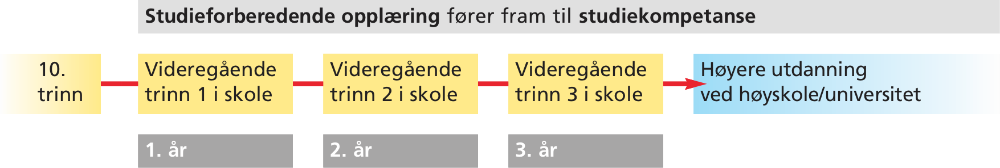 Studieforberedende opplæring fører fram til studiekompetanse
10.
trinn
Videregående
trinn 1 i skole
Videregående
trinn 2 i skole
Videregående
trinn 3 i skole
Høyere utdanning
ved høyskole/universitet
1. år
2. år
3. år